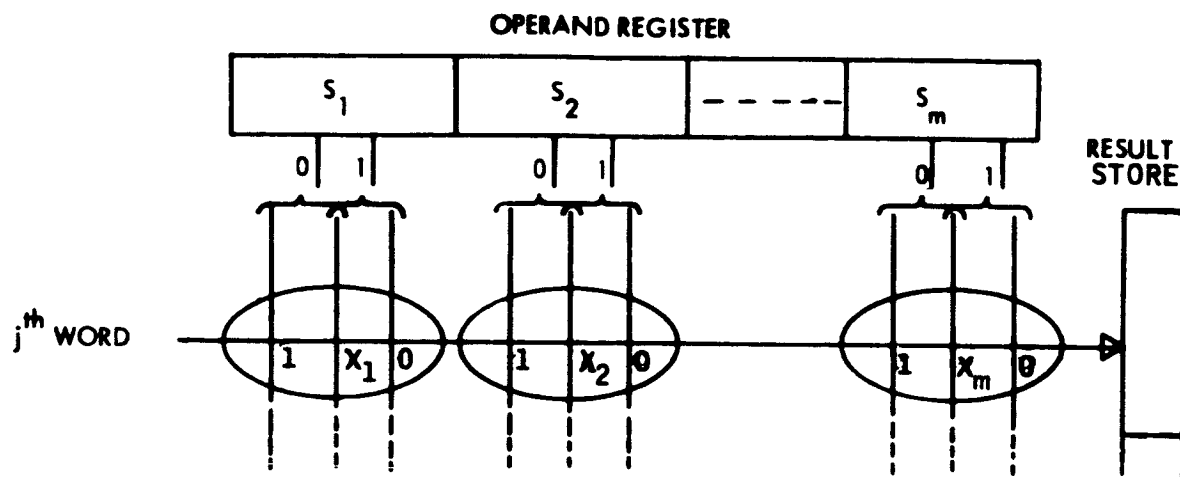 OPERAND REGISTER
S1 S2 Sm
0 1 0 1 0 1
RESULT
STORE
jth WORD
1 X1 0 1 X2 0 1 Xm 0